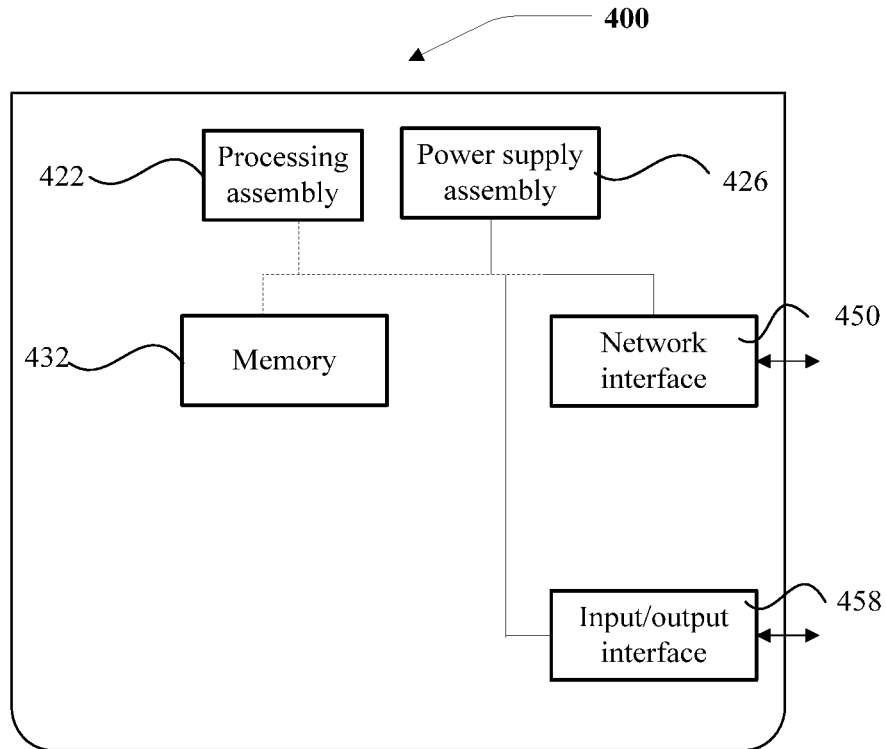 400
Processing
assembly
Power supply
assembly
422
426
Memory
432
Network
interface
450
Input/output
interface
458